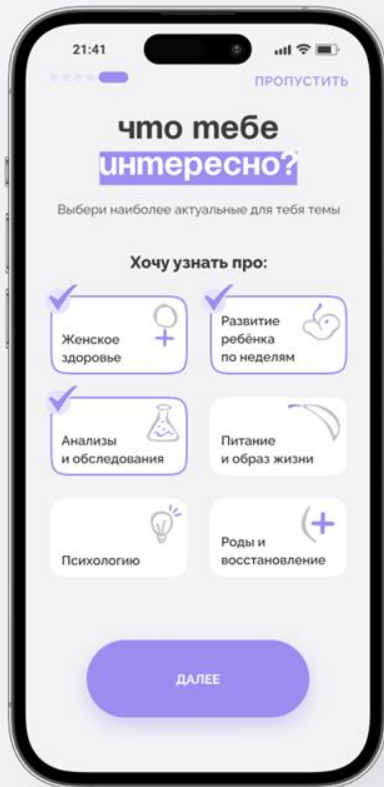 21:41
ПРОПУСТИТЬ
что тебе
интересно?
Выбери наиболее актуальные для тебя темы
Хочу узнать про:
Женское
здоровье
Развитие
ребёнка
по неделям
Анализы
и обследования
Питание
и образ жизни
Психологию
Роды и
восстановление
ДАЛЕЕ